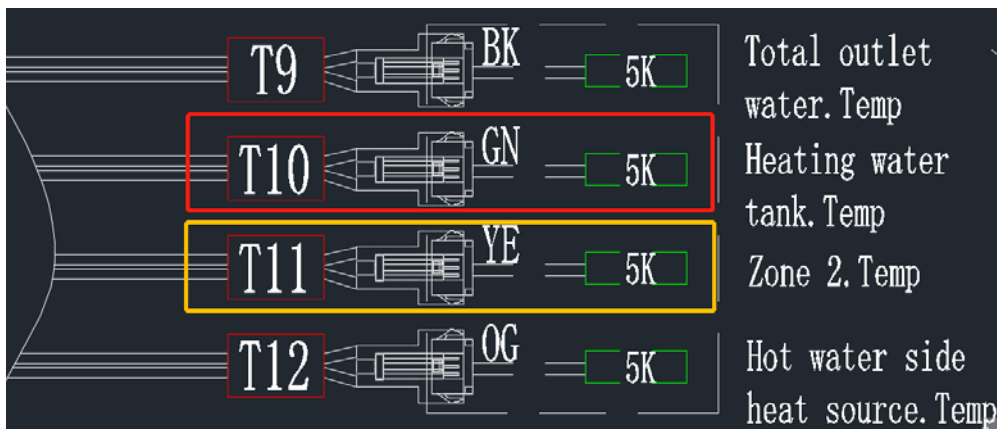 T9 BK 5K Total outlet
water.Temp
T10 GN 5K Heating water
tank.Temp
T11 YE 5K Zone 2.Temp
T12 OG 5K Hot water side
heat source.Temp